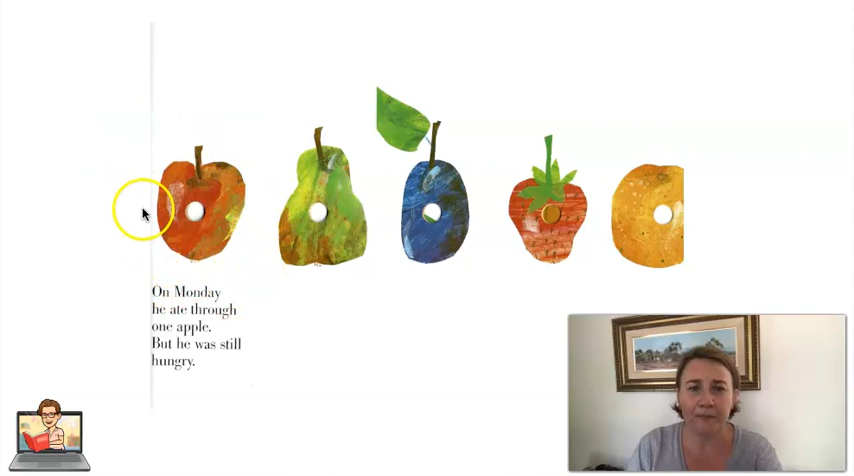 On Monday
he ate through
one apple.
But he was still
hungry.